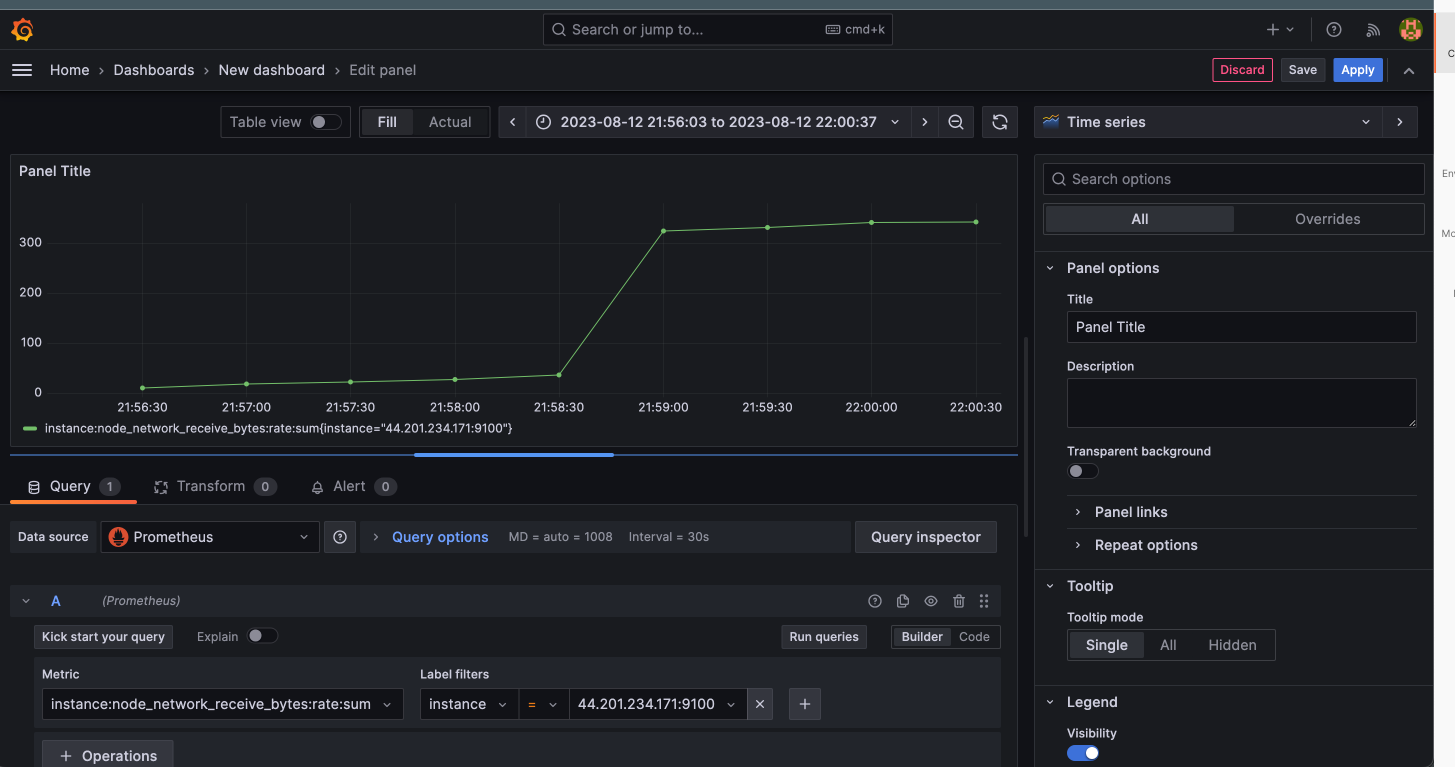 Search or jump to... cmd+k
Home › Dashboards › New dashboard › Edit panel Discard Save Apply
Table view Fill Actual 2023-08-12 21:56:03 to 2023-08-12 22:00:37 Time series
Panel Title
300
200
100
0
21:56:30 21:57:00 21:57:30 21:58:00 21:58:30 21:59:00 21:59:30 22:00:00 22:00:30
instance:node_network_receive_bytes:rate:sum{instance="44.201.234.171:9100"}
Query 1 Transform 0 Alert 0
Data source Prometheus Query options MD = auto = 1008 Interval = 30s Query inspector
A (Prometheus)
Kick start your query Explain Run queries Builder Code
Metric Label filters
instance:node_network_receive_bytes:rate:sum instance = 44.201.234.171:9100
+ Operations
Search options
All Overrides
Panel options
Title
Panel Title
Description
Transparent background
Panel links
Repeat options
Tooltip
Tooltip mode
Single All Hidden
Legend
Visibility